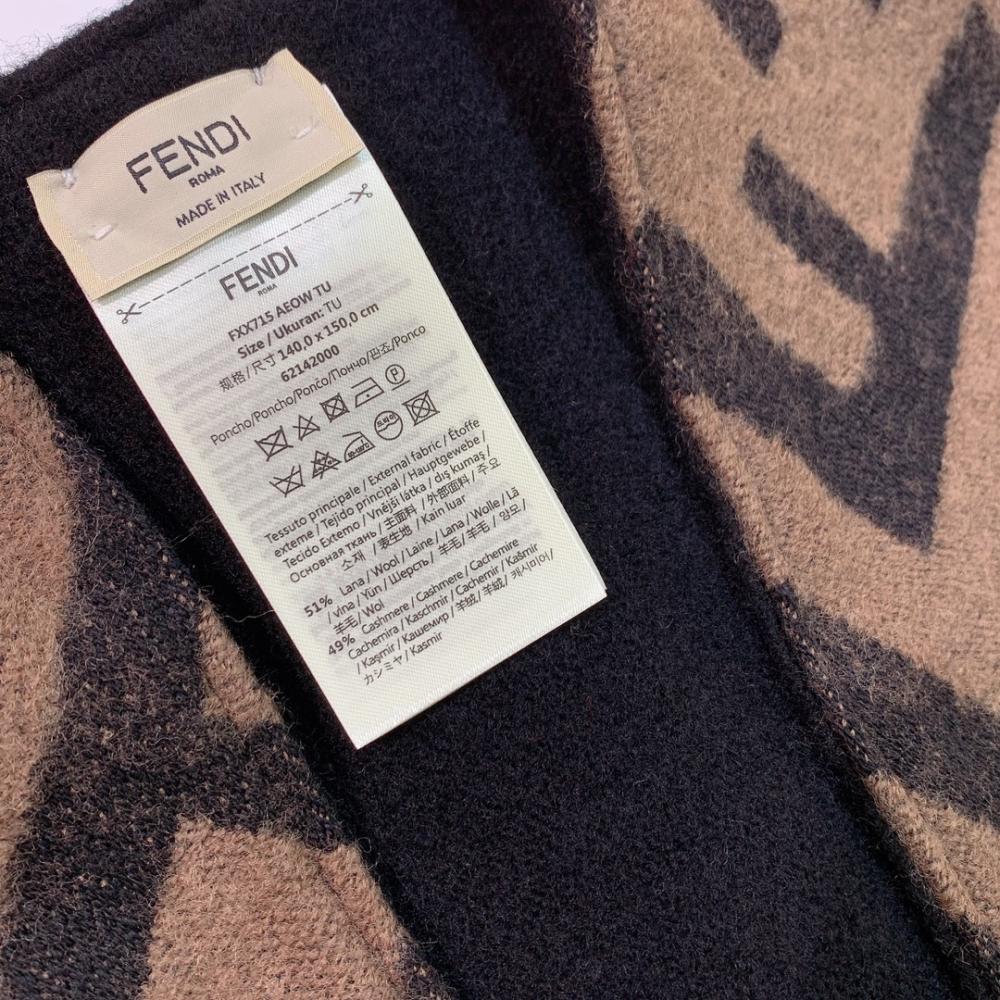 FENDI
ROMA
MADE IN ITALY
FENDI
ROMA
FXX715 AEOW TU
Size / Ukuran: TU
规格 / 尺寸 140,0 x 150,0 cm
62142000
Poncho/Poncho/Pončo/Пончо/판쵸/Ponco
Tessuto principale / External fabric / Étoffe
externe / Tejido principal / Hauptgewebe /
Tecido Externo / Vnější látka / dış kumaş /
Основная ткань / 主面料 / 外部面料 / 주요
소재 / 表生地 / Kain luar
51% Lana / Wool / Laine / Lana / Wolle / Lã
/ vlna / Yün / Шерсть / 羊毛 / 羊毛 / 양모 /
羊毛 / Wol
49% Cashmere / Cashmere / Cachemire
Cachemira / Kaschmir / Cachemir / Kašmír
/ Kaşmir / Кашемир / 羊绒 / 羊絨 / 캐시미어 /
カシミヤ / Kasmir